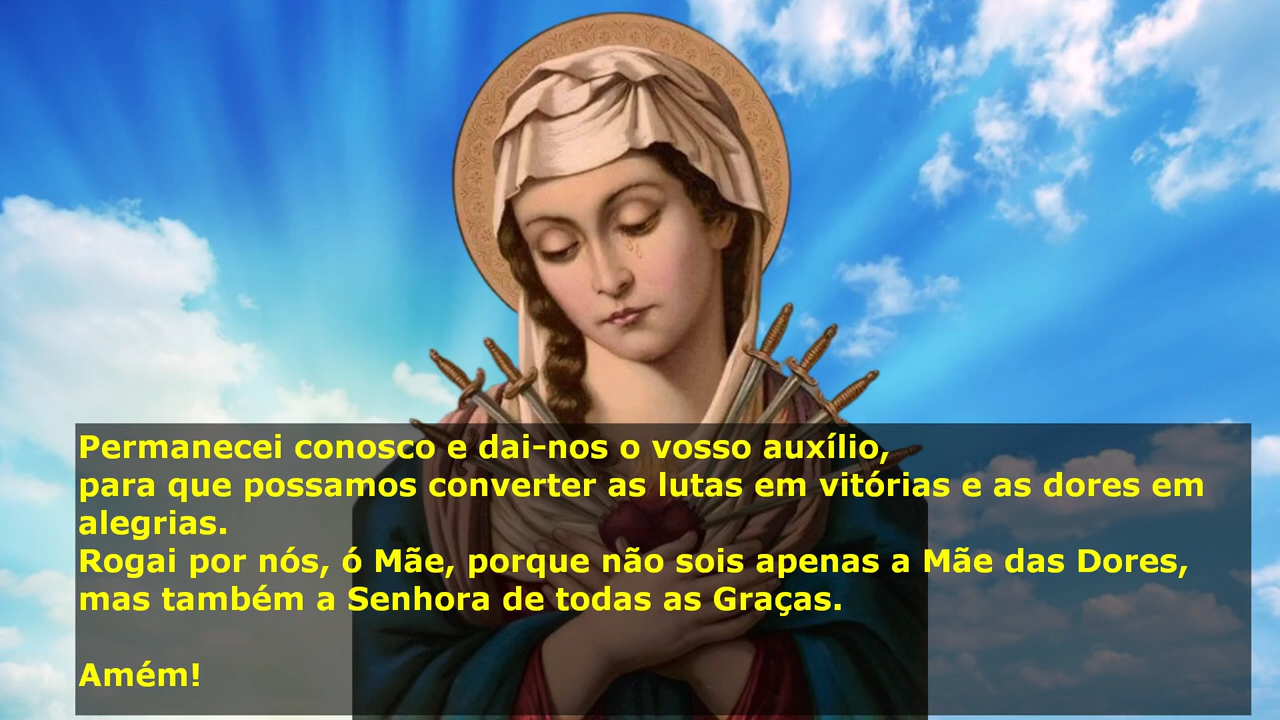 Permanecei conosco e dai-nos o vosso auxílio,
para que possamos converter as lutas em vitórias e as dores em
alegrias.
Rogai por nós, ó Mãe, porque não sois apenas a Mãe das Dores,
mas também a Senhora de todas as Graças.
Amém!